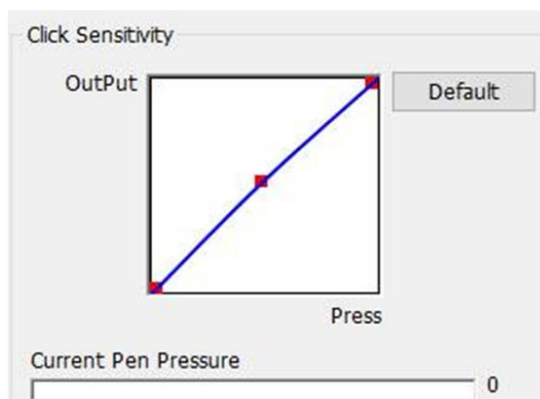 Click Sensitivity
OutPut
Default
Press
Current Pen Pressure
0